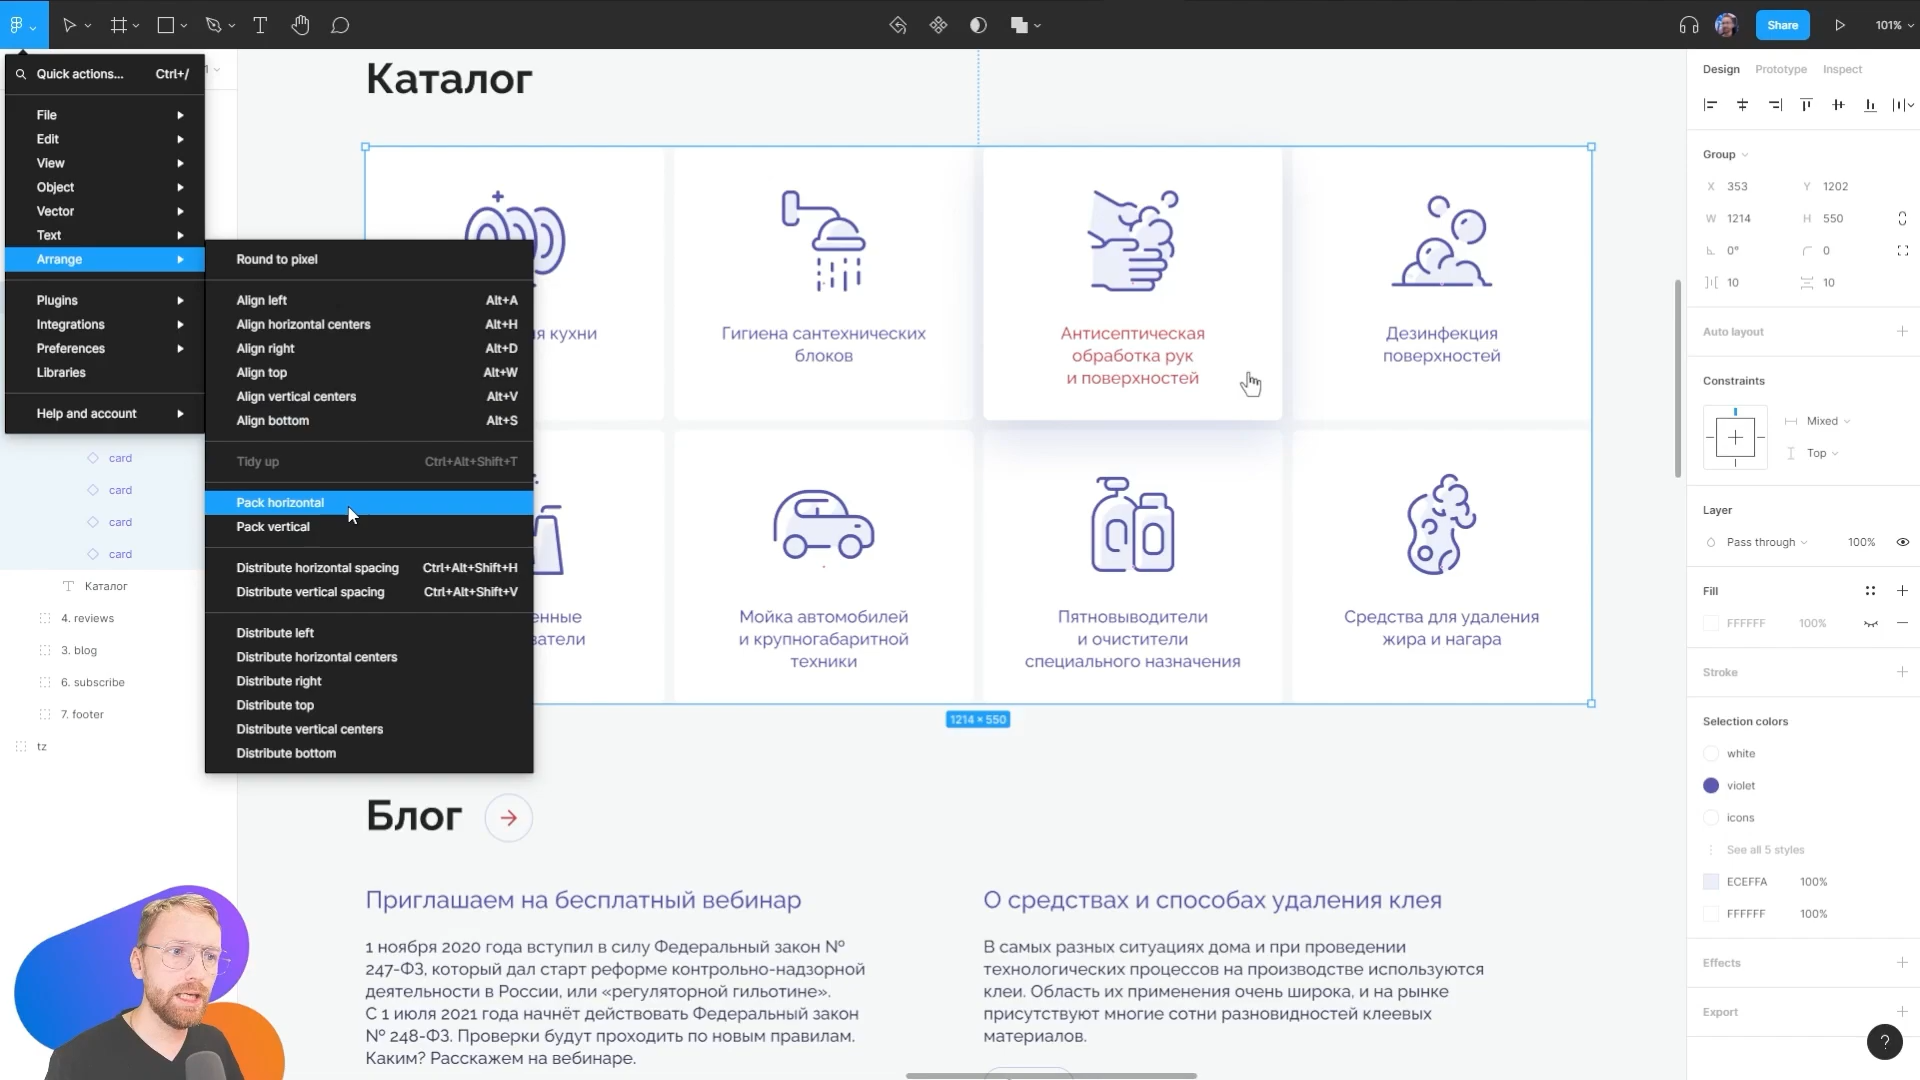 Share
101%
Quick actions...
Ctrl+/
File
Edit
View
Object
Vector
Text
Arrange
Plugins
Integrations
Preferences
Libraries
Help and account
card
card
card
card
Каталог
4. reviews
3. blog
6. subscribe
7. footer
tz
Round to pixel
Align left Alt+A
Align horizontal centers Alt+H
Align right Alt+D
Align top Alt+W
Align vertical centers Alt+V
Align bottom Alt+S
Tidy up Ctrl+Alt+Shift+T
Pack horizontal
Pack vertical
Distribute horizontal spacing Ctrl+Alt+Shift+H
Distribute vertical spacing Ctrl+Alt+Shift+V
Distribute left
Distribute horizontal centers
Distribute right
Distribute top
Distribute vertical centers
Distribute bottom
Каталог
кухни
Гигиена сантехнических
блоков
Антисептическая
обработка рук
и поверхностей
Дезинфекция
поверхностей
Мойка автомобилей
и крупногабаритной
техники
Пятновыводители
и очистители
специального назначения
Средства для удаления
жира и нагара
1214 × 550
Блог
Приглашаем на бесплатный вебинар
1 ноября 2020 года вступил в силу Федеральный закон №
247-ФЗ, который дал старт реформе контрольно-надзорной
деятельности в России, или «регуляторной гильотине».
С 1 июля 2021 года начнёт действовать Федеральный закон
№ 248-ФЗ. Проверки будут проходить по новым правилам.
Каким? Расскажем на вебинаре.
О средствах и способах удаления клея
В самых разных ситуациях дома и при проведении
технологических процессов на производстве используются
клеи. Область их применения очень широка, и на рынке
присутствуют многие сотни разновидностей клеевых
материалов.
Design Prototype Inspect
Group
X 353 Y 1202
W 1214 H 550
0° 0
10 10
Auto layout
Constraints
Mixed
Top
Layer
Pass through 100%
Fill
FFFFFF 100%
Stroke
Selection colors
white
violet
icons
See all 5 styles
ECEFFA 100%
FFFFFF 100%
Effects
Export
?